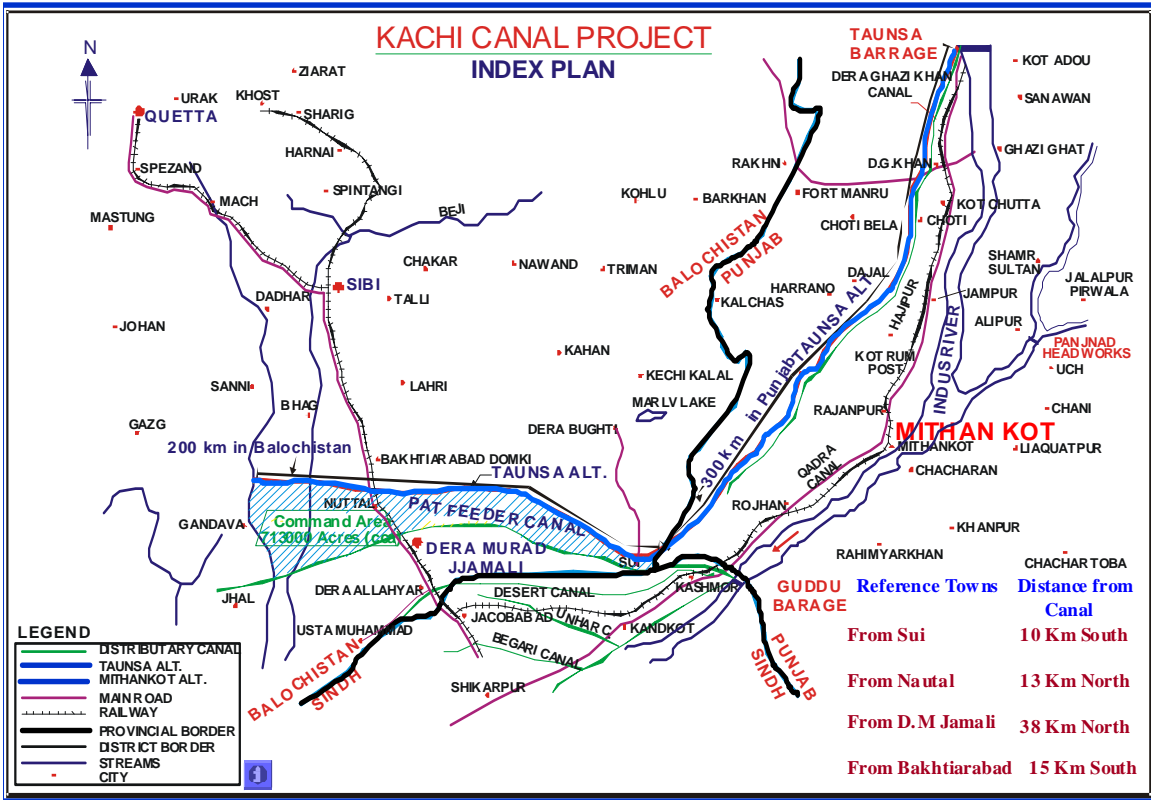 KACHI CANAL PROJECT
INDEX PLAN
N
TAUNSA
BARRAGE
DERA GHAZI KHAN
CANAL
KOT ADOU
SANAWAN
GHAZI GHAT
ZIARAT
URAK
KHOST
SHARIG
QUETTA
HARNAI
SPEZAND
SPINTANGI
MACH
MASTUNG
BEJI
KOHLU
BARKHAN
RAKHN
FORT MANRU
D.G.KHAN
KOT CHUTTA
CHOTI BELA
CHOTI
BALOCHISTAN
PUNJAB
CHAKAR
NAWAND
TRIMAN
DAJAL
SHAMR
SULTAN
JALALPUR
PIRWALA
SIBI
TALLI
DADHAR
KALCHAS
HARRANO
JAMPUR
HAJIPUR
ALIPUR
JOHAN
KAHAN
KOT RUM
POST
PANJNAD
HEADWORKS
UCH
INDUS RIVER
SANNI
LAHRI
KECHI KALAL
MARLV LAKE
BHAG
GAZG
DERA BUGHTI
RAJANPUR
CHANI
MITHAN KOT
MITHANKOT
LIAQUATPUR
300 km in Punjab
TAUNSA ALT
200 km in Balochistan
BAKHTIARABAD DOMKI
TAUNSA ALT.
QADRA
CANAL
CHACHARAN
NUTTAL
PAT FEEDER CANAL
ROJHAN
GANDAVA
Command Area
713000 Acres (cca)
KHANPUR
DERA MURAD
JJAMALI
RAHIMYARKHAN
CHACHARTOBA
SUI
JHAL
DERA ALLAHYAR
DESERT CANAL
KASHMOR
GUDDU
BARAGE
USTA MUHAMMAD
JACOBABAD
UNHAR C.
KANDKOT
BEGARI CANAL
BALOCHISTAN
SINDH
SHIKARPUR
PUNJAB
SINDH
Reference Towns
Distance from
Canal
From Sui 10 Km South
From Nautal 13 Km North
From D.M Jamali 38 Km North
From Bakhtiarabad 15 Km South
LEGEND
DISTRIBUTARY CANAL
TAUNSA ALT.
MITHANKOT ALT.
MAIN ROAD
RAILWAY
PROVINCIAL BORDER
DISTRICT BORDER
STREAMS
CITY